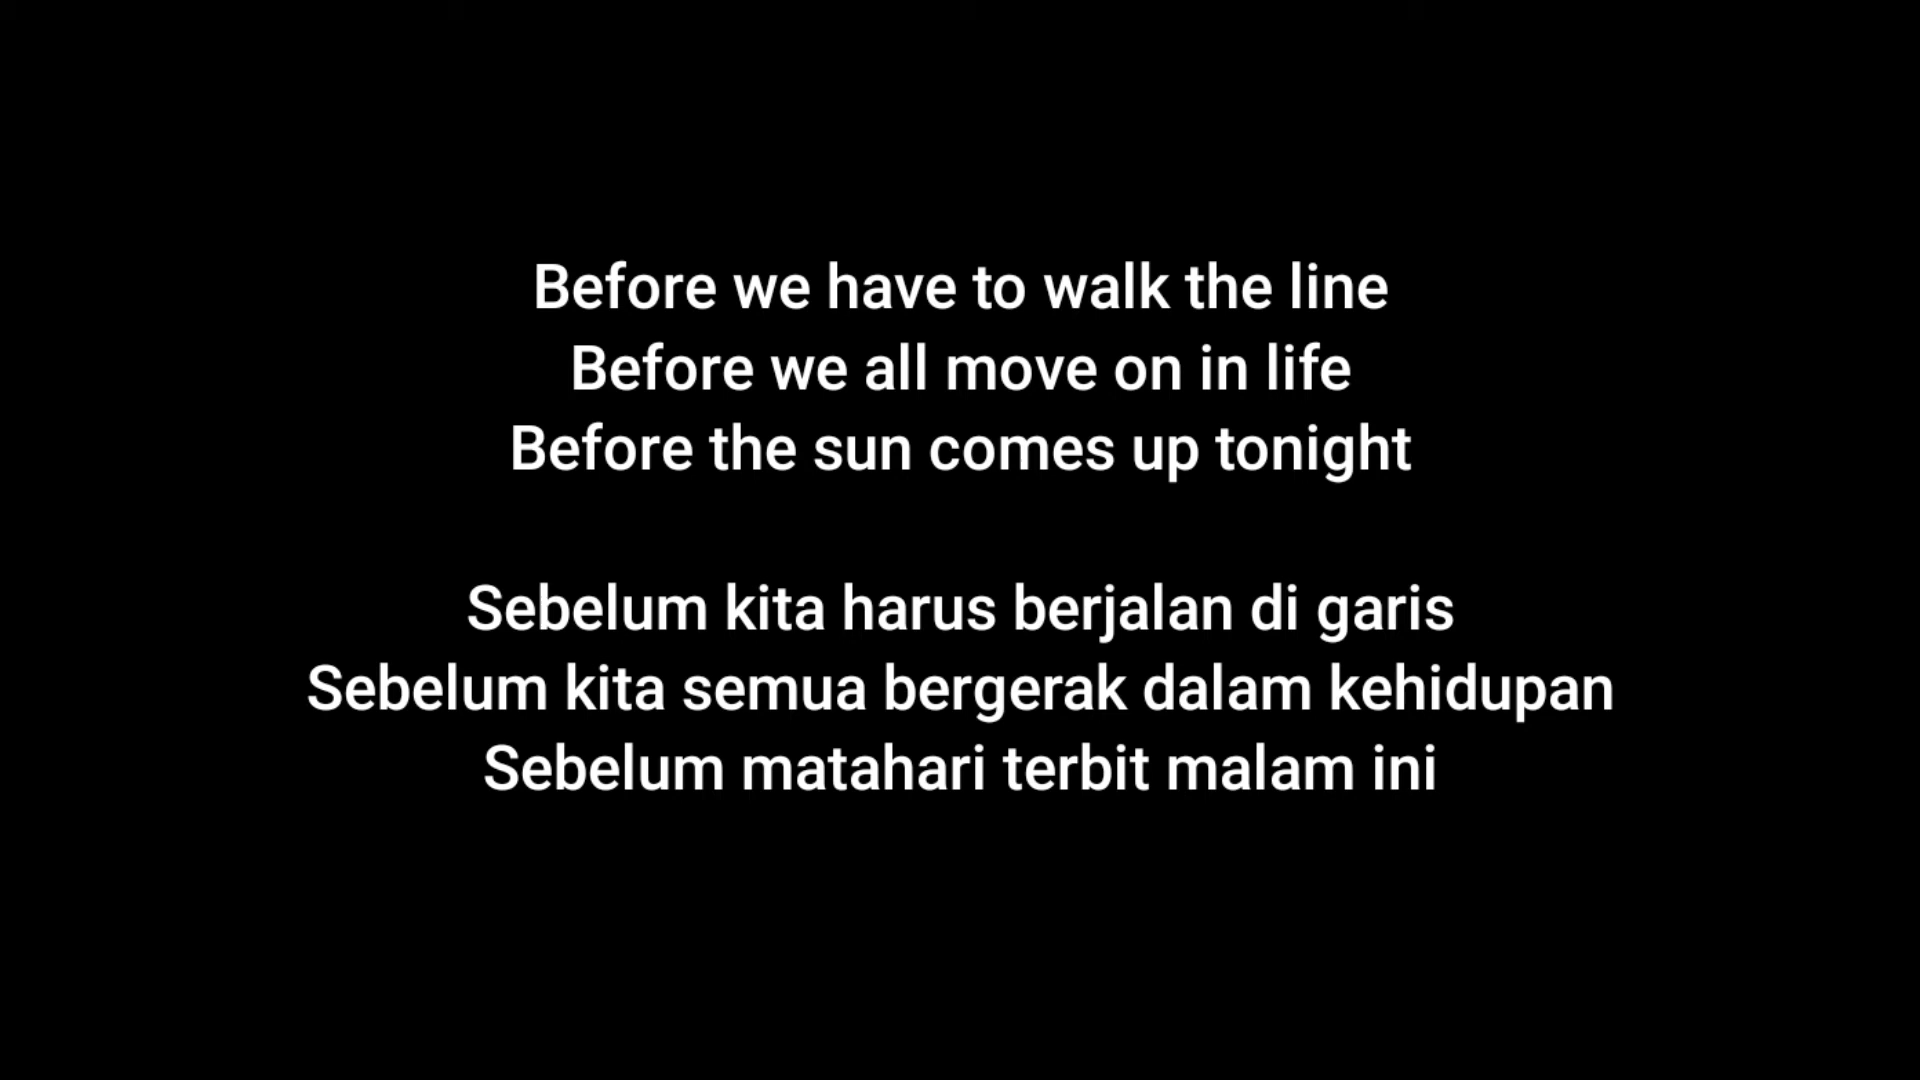 Before we have to walk the line
Before we all move on in life
Before the sun comes up tonight
Sebelum kita harus berjalan di garis
Sebelum kita semua bergerak dalam kehidupan
Sebelum matahari terbit malam ini